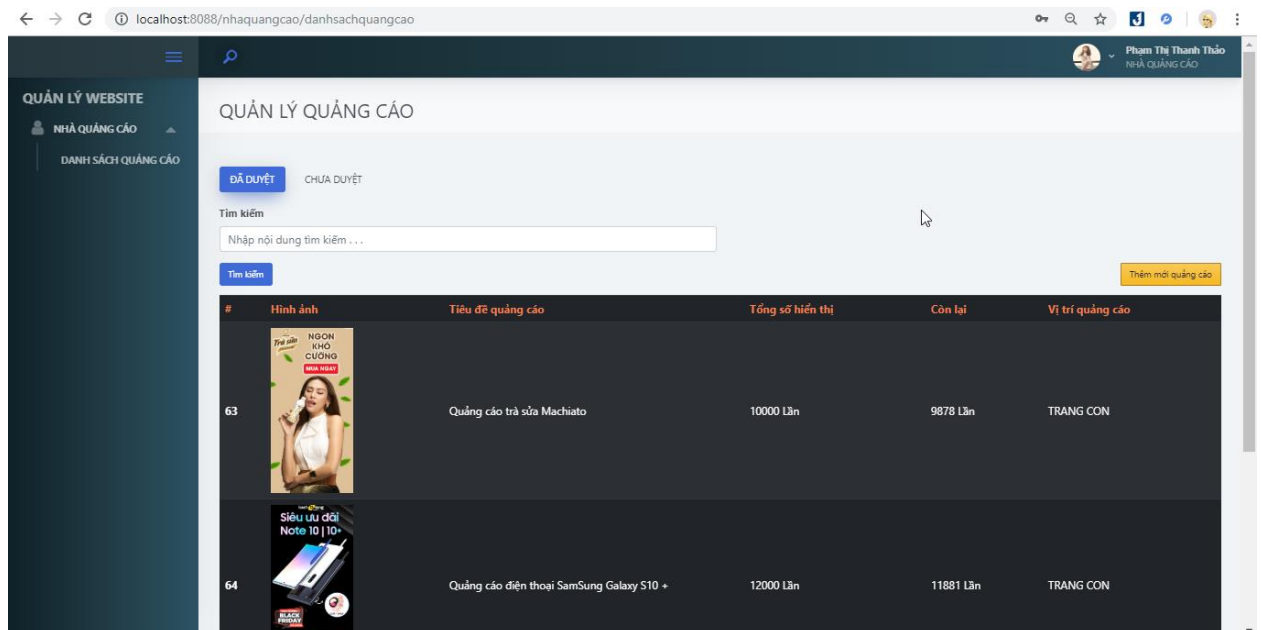 localhost:8088/nhaquangcao/danhsachquangcao
Phạm Thị Thanh Thảo
NHÀ QUẢNG CÁO
QUẢN LÝ WEBSITE
NHÀ QUẢNG CÁO
DANH SÁCH QUẢNG CÁO
QUẢN LÝ QUẢNG CÁO
ĐÃ DUYỆT CHƯA DUYỆT
Tìm kiếm
Nhập nội dung tìm kiếm . . .
Tìm kiếm Thêm mới quảng cáo
# Hình ảnh Tiêu đề quảng cáo Tổng số hiển thị Còn lại Vị trí quảng cáo
Trà sữa
NGON
KHÓ
CƯỠNG
MUA NGAY
63 Quảng cáo trà sửa Machiato 10000 Lần 9878 Lần TRANG CON
Siêu ưu đãi
Note 10 | 10+
64 Quảng cáo điện thoại SamSung Galaxy S10 + 12000 Lần 11881 Lần TRANG CON
BLACK
FRIDAY